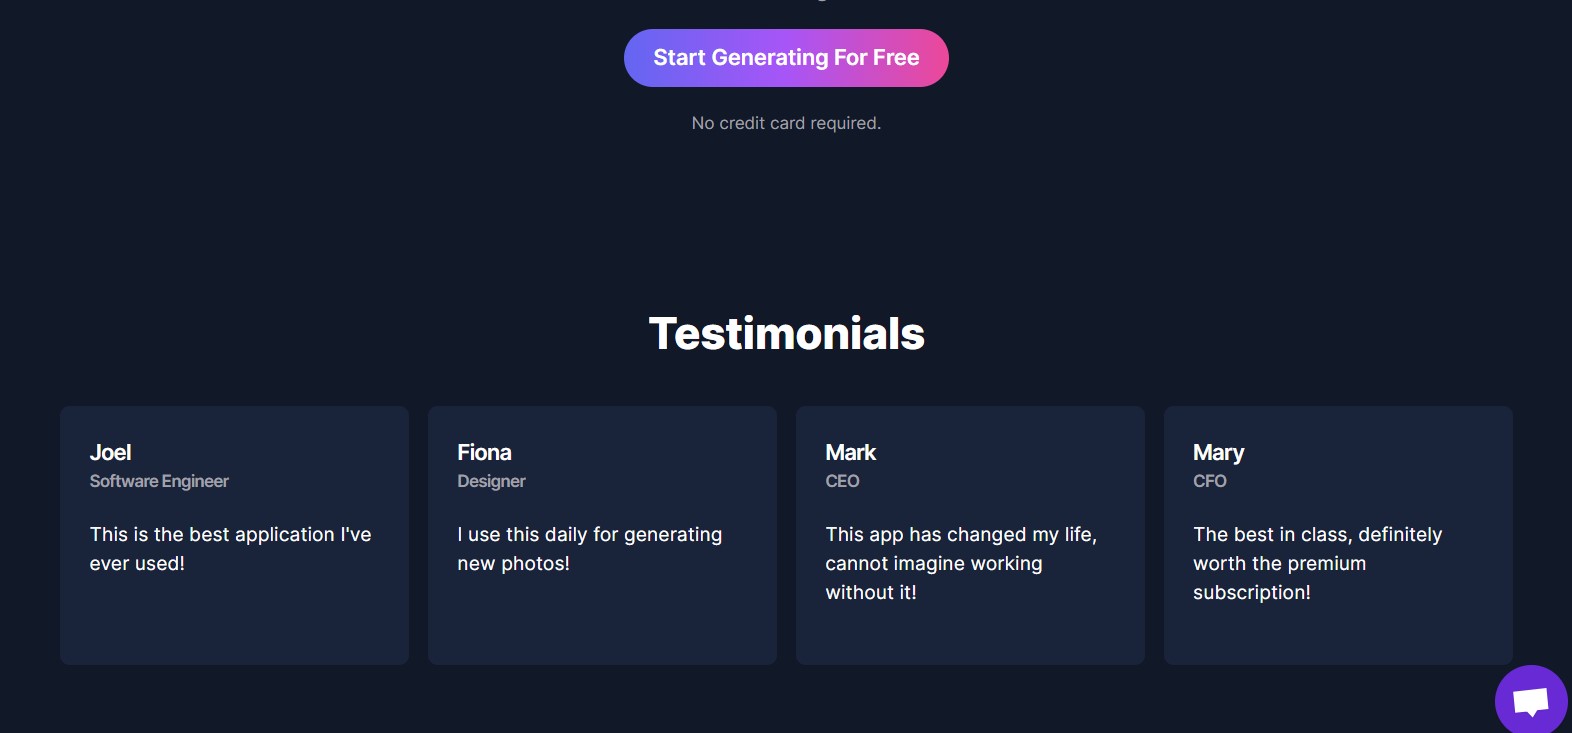 Start Generating For Free
No credit card required.
Testimonials
Joel
Software Engineer
This is the best application I've
ever used!
Fiona
Designer
I use this daily for generating
new photos!
Mark
CEO
This app has changed my life,
cannot imagine working
without it!
Mary
CFO
The best in class, definitely
worth the premium
subscription!